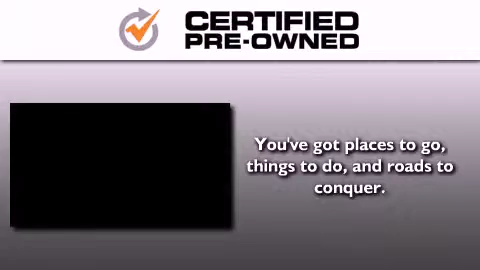 CERTIFIED
PRE-OWNED
You've got places to go,
things to do, and roads to
conquer.